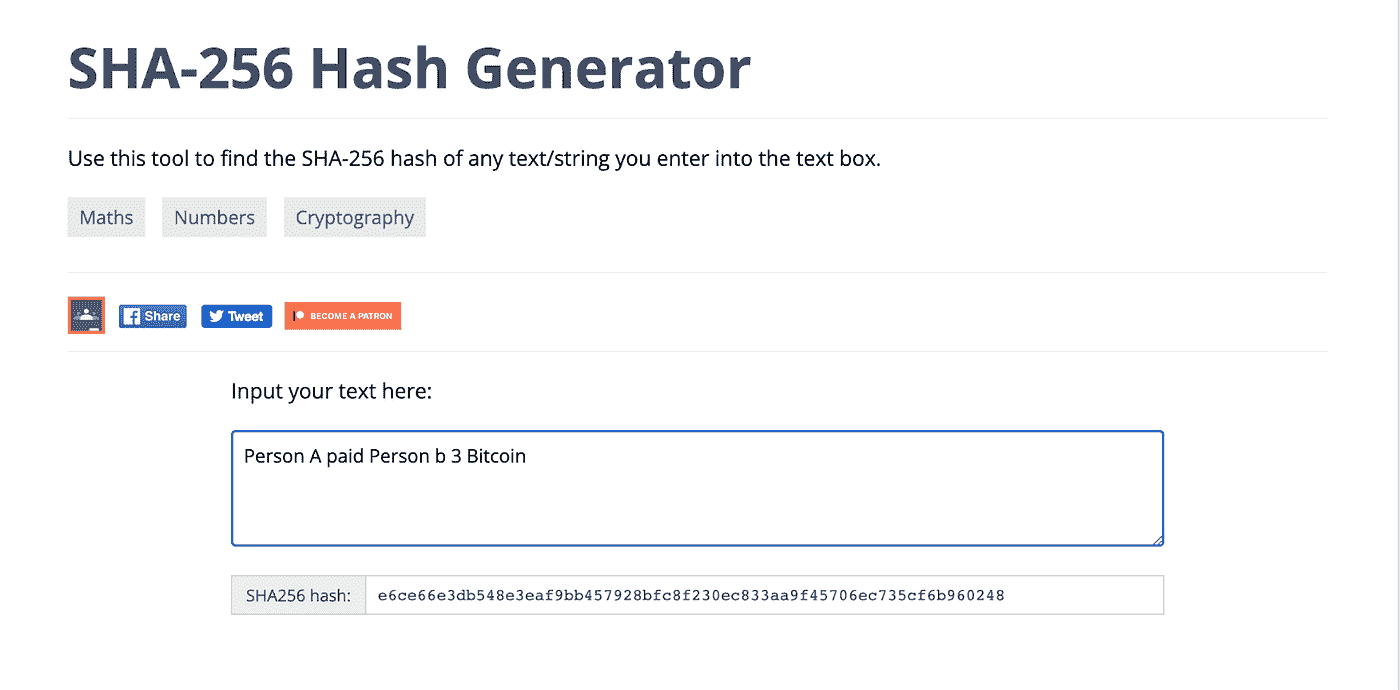 SHA-256 Hash Generator
Use this tool to find the SHA-256 hash of any text/string you enter into the text box.
Maths Numbers Cryptography
Share Tweet BECOME A PATRON
Input your text here:
Person A paid Person b 3 Bitcoin
SHA256 hash: e6ce66e3db548e3eaf9bb457928bfc8f230ec833aa9f45706ec735cf6b960248